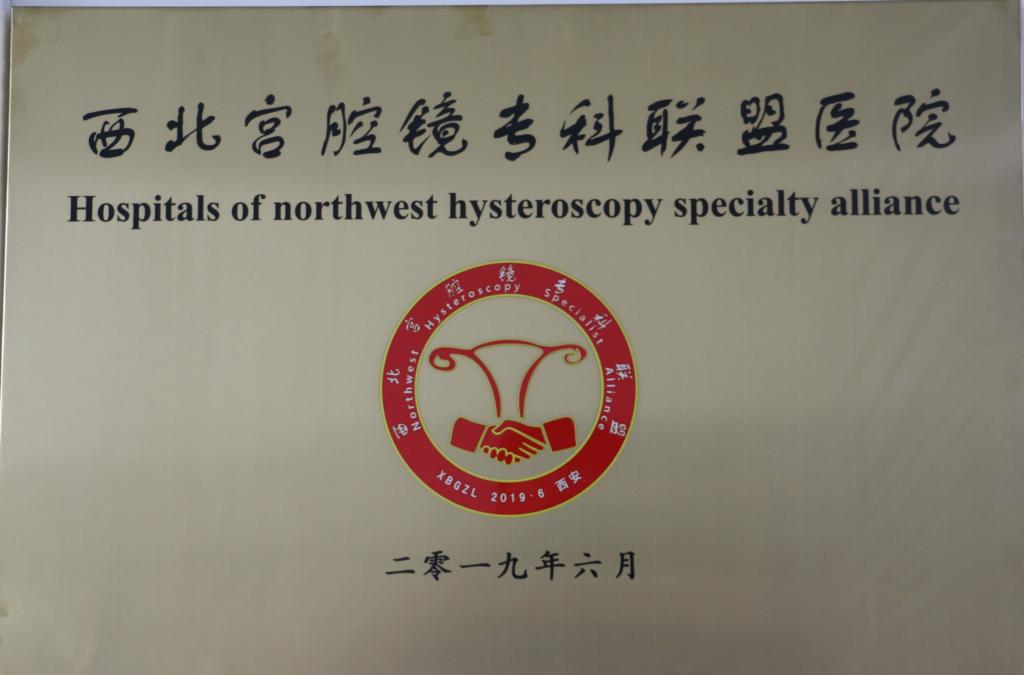 西北宫腔镜专科联盟医院
Hospitals of northwest hysteroscopy specialty alliance
西北宫腔镜专科联盟
Northwest Hysteroscopy Specialist Alliance
XBGZL 2019·6 西安
二零一九年六月